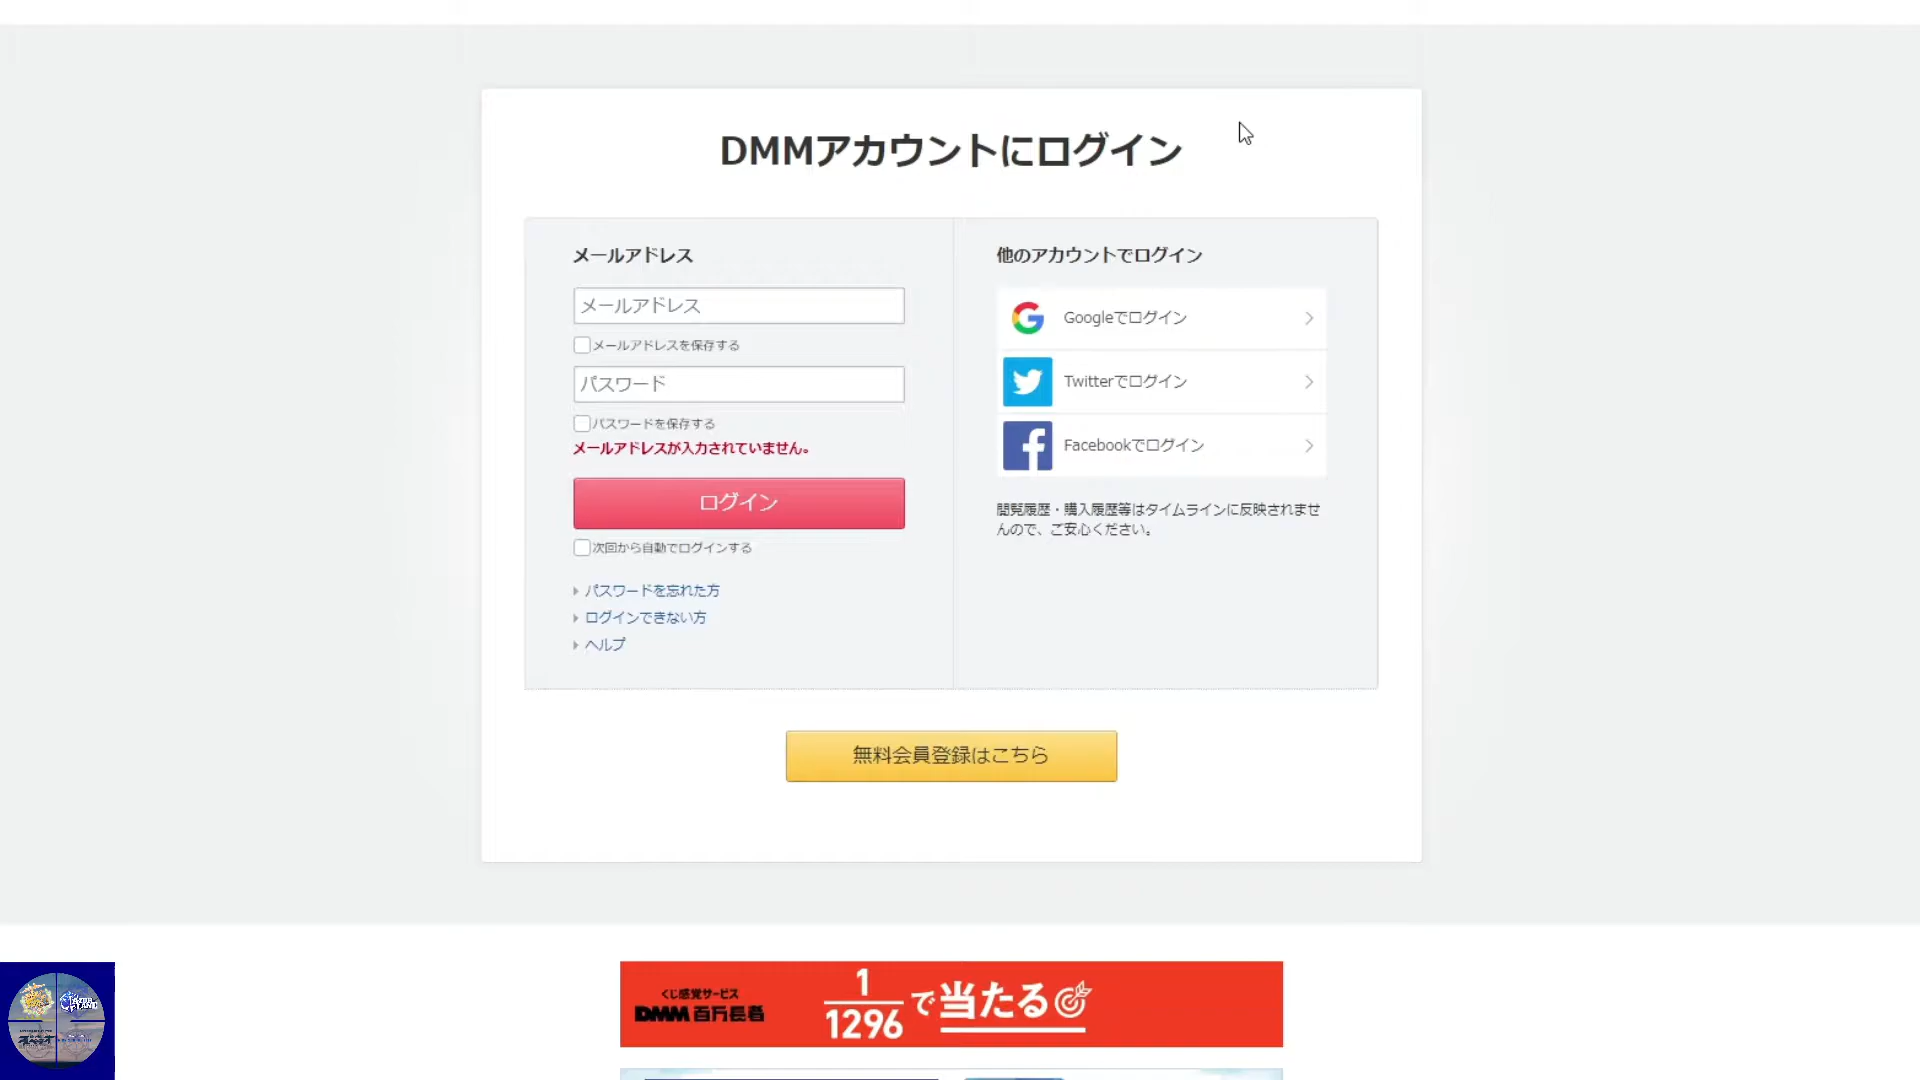 DMMアカウントにログイン
メールアドレス
メールアドレス
メールアドレスを保存する
パスワード
パスワードを保存する
メールアドレスが入力されていません。
ログイン
次回から自動でログインする
パスワードを忘れた方
ログインできない方
ヘルプ
他のアカウントでログイン
Googleでログイン
Twitterでログイン
Facebookでログイン
閲覧履歴・購入履歴等はタイムラインに反映されませ
んので、ご安心ください。
無料会員登録はこちら
くじ感覚サービス
DMM百万長者
1
1296
で当たる